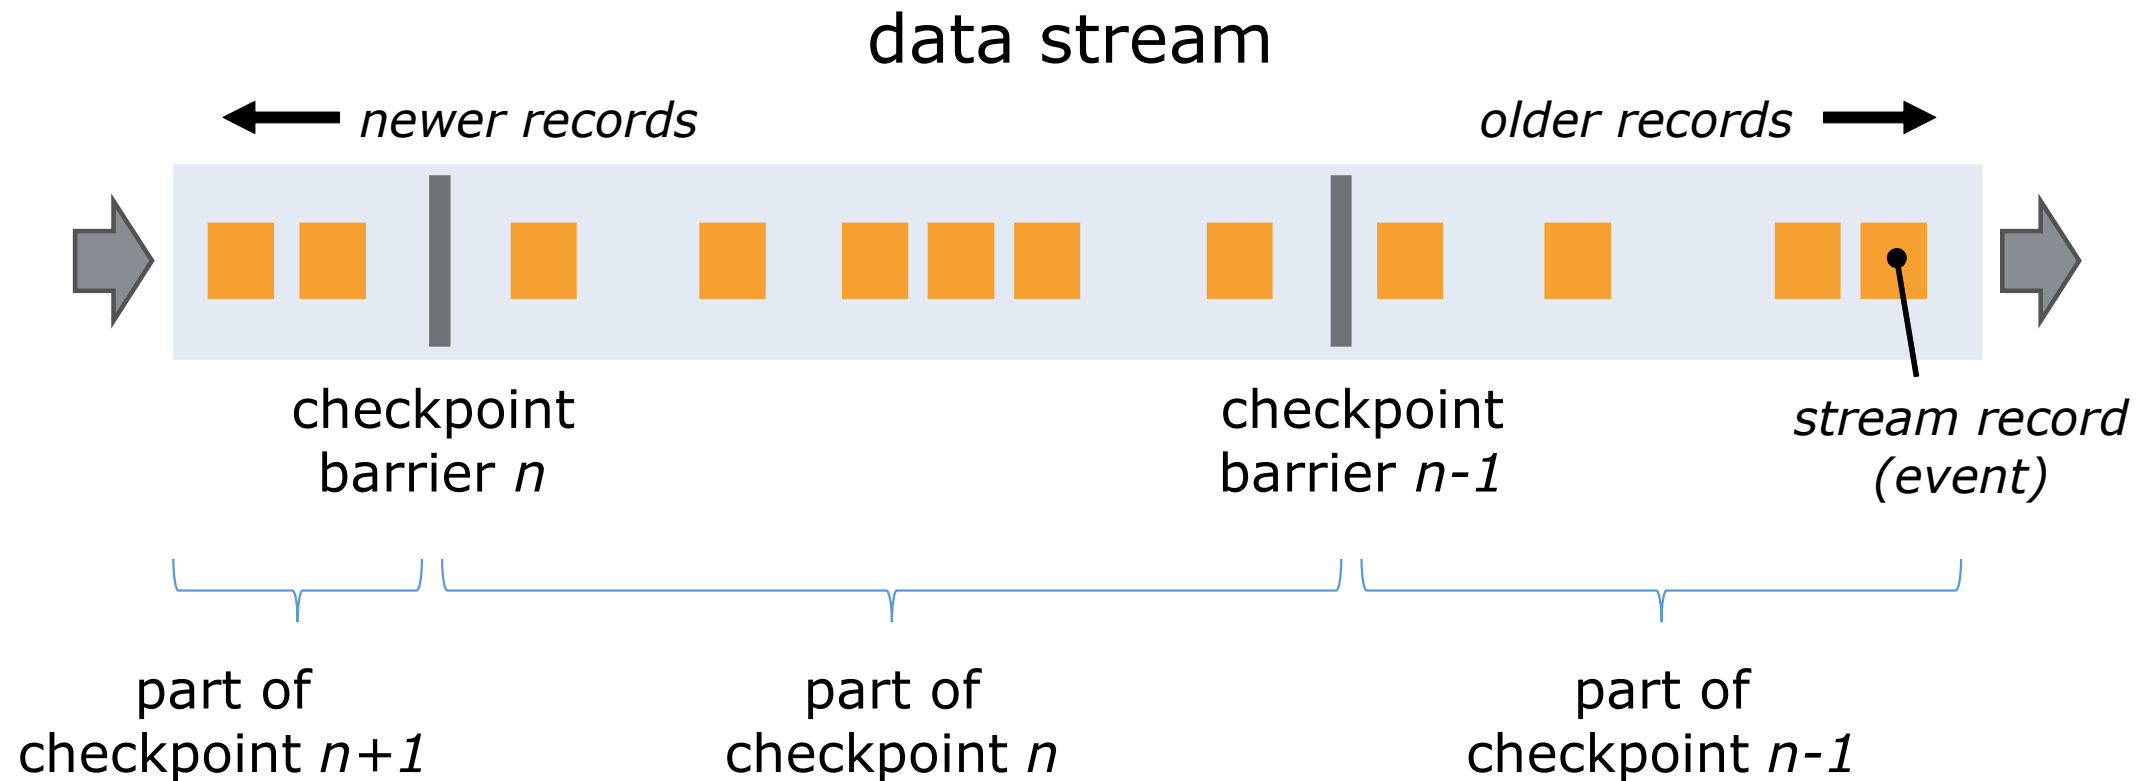 data stream
newer records
older records
checkpoint
barrier n
checkpoint
barrier n-1
stream record
(event)
part of
checkpoint n+1
part of
checkpoint n
part of
checkpoint n-1